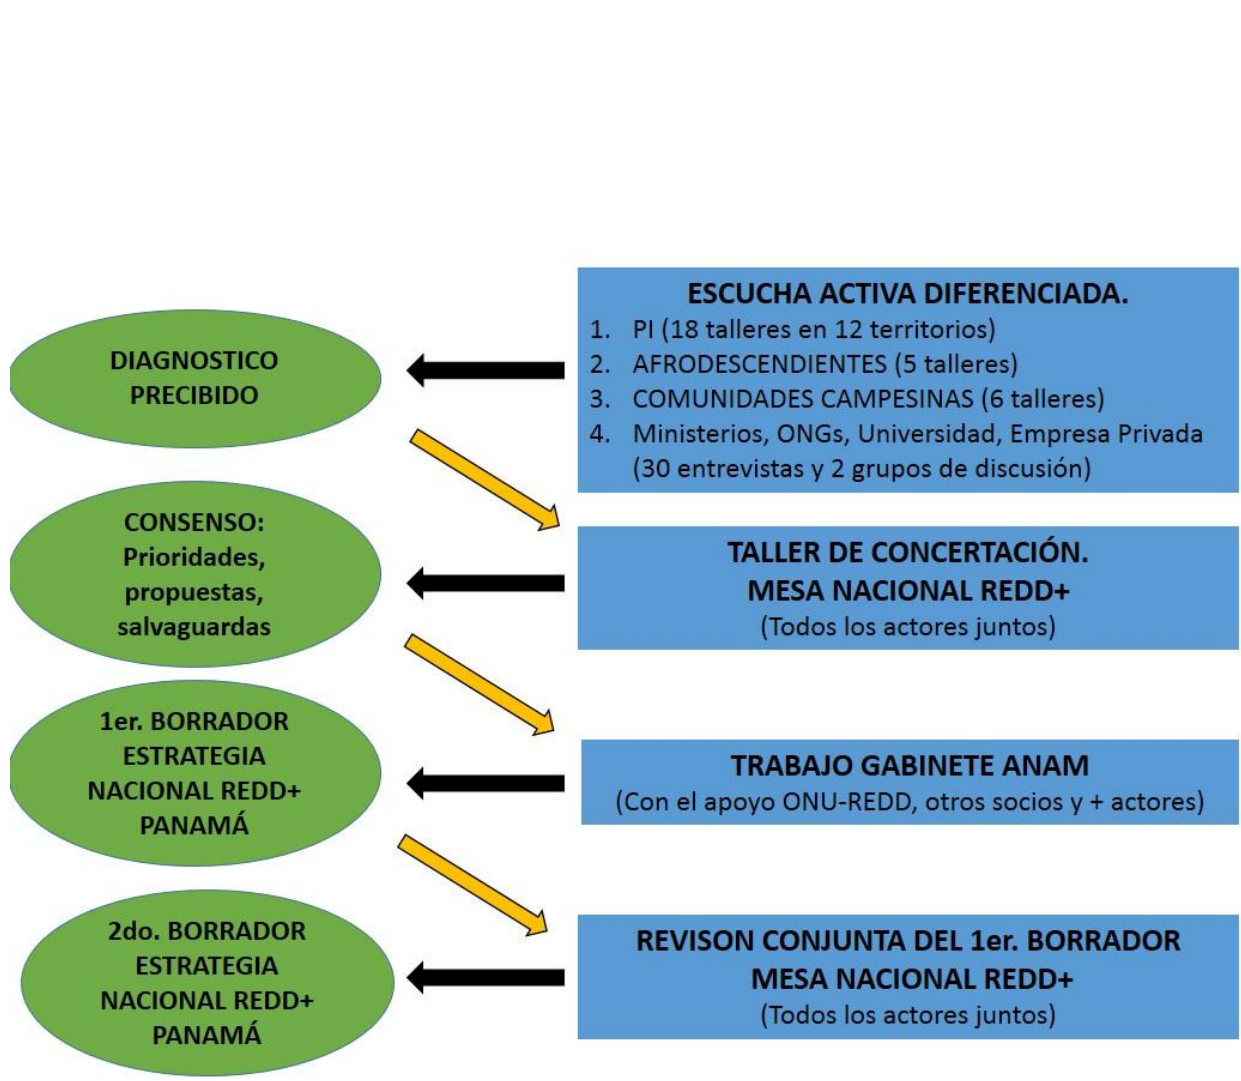 ESCUCHA ACTIVA DIFERENCIADA.
1. PI (18 talleres en 12 territorios)
2. AFRODESCENDIENTES (5 talleres)
3. COMUNIDADES CAMPESINAS (6 talleres)
4. Ministerios, ONGs, Universidad, Empresa Privada
(30 entrevistas y 2 grupos de discusión)
DIAGNOSTICO
PRECIBIDO
TALLER DE CONCERTACIÓN.
MESA NACIONAL REDD+
(Todos los actores juntos)
CONSENSO:
Prioridades,
propuestas,
salvaguardas
TRABAJO GABINETE ANAM
(Con el apoyo ONU-REDD, otros socios y + actores)
1er. BORRADOR
ESTRATEGIA
NACIONAL REDD+
PANAMÁ
REVISON CONJUNTA DEL 1er. BORRADOR
MESA NACIONAL REDD+
(Todos los actores juntos)
2do. BORRADOR
ESTRATEGIA
NACIONAL REDD+
PANAMÁ